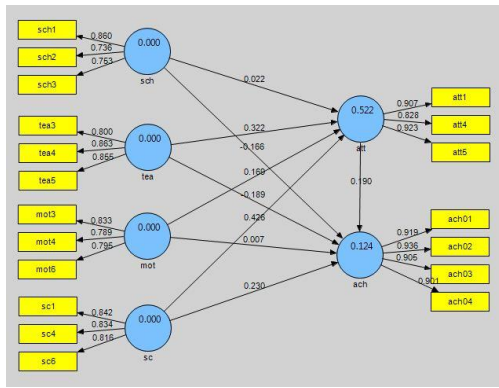 sch1
sch2
sch3
0.860
0.736
0.753
0.000
sch
tea3
tea4
tea5
0.800
0.863
0.855
0.000
tea
mot3
mot4
mot6
0.833
0.789
0.795
0.000
mot
sc1
sc4
sc6
0.842
0.834
0.816
0.000
sc
0.022
0.322
-0.166
0.169
-0.189
0.426
0.007
0.230
0.190
0.522
att
0.907
0.828
0.923
att1
att4
att5
0.124
ach
0.919
0.936
0.905
0.901
ach01
ach02
ach03
ach04